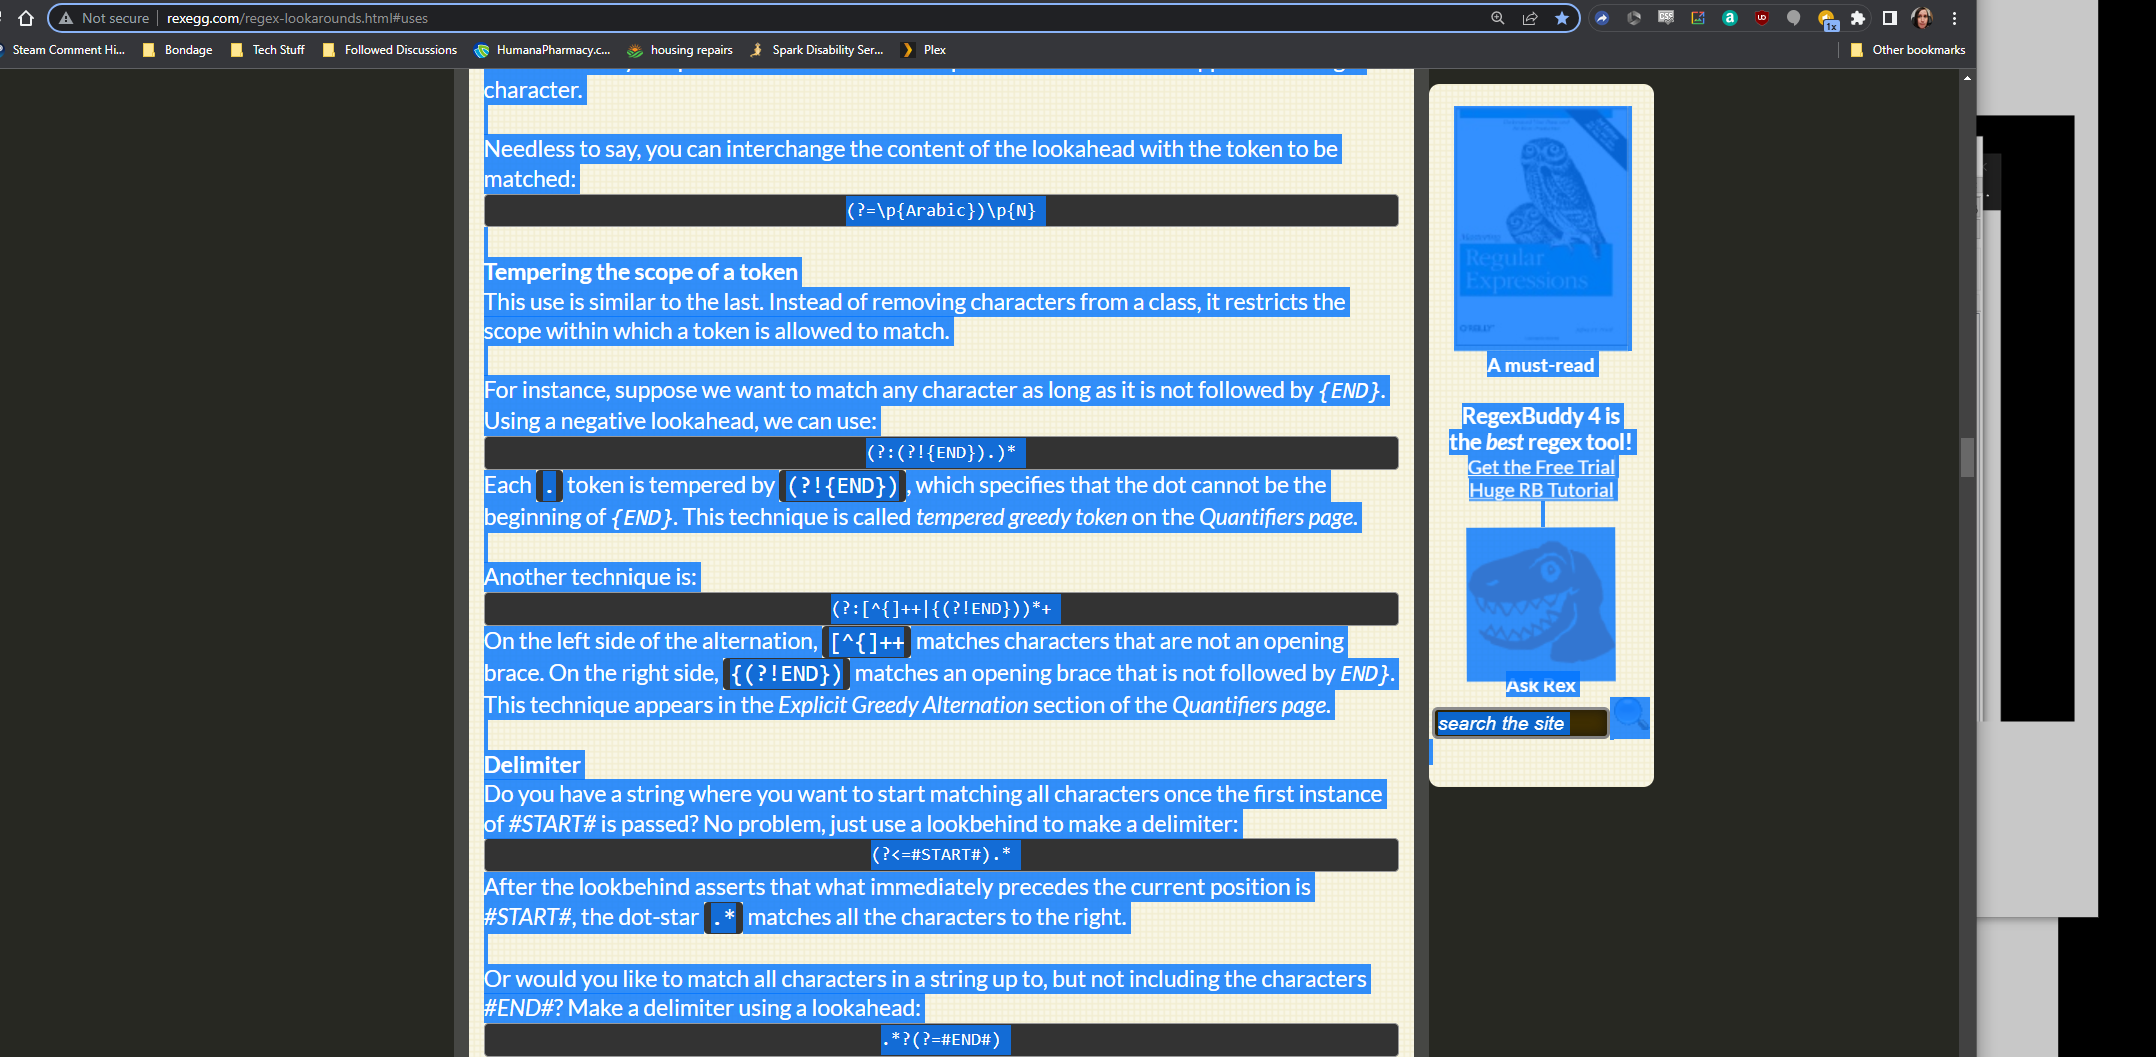 Not secure
rexegg.com/regex-lookarounds.html#uses
1x
Steam Comment Hi...
Bondage
Tech Stuff
Followed Discussions
HumanaPharmacy.c...
housing repairs
Spark Disability Ser...
Plex
Other bookmarks
character.
Needless to say, you can interchange the content of the lookahead with the token to be
matched:
(?=\p{Arabic})\p{N}
Tempering the scope of a token
This use is similar to the last. Instead of removing characters from a class, it restricts the
scope within which a token is allowed to match.
For instance, suppose we want to match any character as long as it is not followed by {END}.
Using a negative lookahead, we can use:
(?:(?!{END}).)*
Each . token is tempered by (?!{END}), which specifies that the dot cannot be the
beginning of {END}. This technique is called tempered greedy token on the Quantifiers page.
Another technique is:
(?:[^{]++|{(?!END}))*+
On the left side of the alternation, [^{]++ matches characters that are not an opening
brace. On the right side, {(?!END}) matches an opening brace that is not followed by END}.
This technique appears in the Explicit Greedy Alternation section of the Quantifiers page.
Delimiter
Do you have a string where you want to start matching all characters once the first instance
of #START# is passed? No problem, just use a lookbehind to make a delimiter:
(?<=#START#).*
After the lookbehind asserts that what immediately precedes the current position is
#START#, the dot-star .* matches all the characters to the right.
Or would you like to match all characters in a string up to, but not including the characters
#END#? Make a delimiter using a lookahead:
.*?(?=#END#)
Regular
Expressions
O'REILLY
A must-read
RegexBuddy 4 is
the best regex tool!
Get the Free Trial
Huge RB Tutorial
Ask Rex
search the site